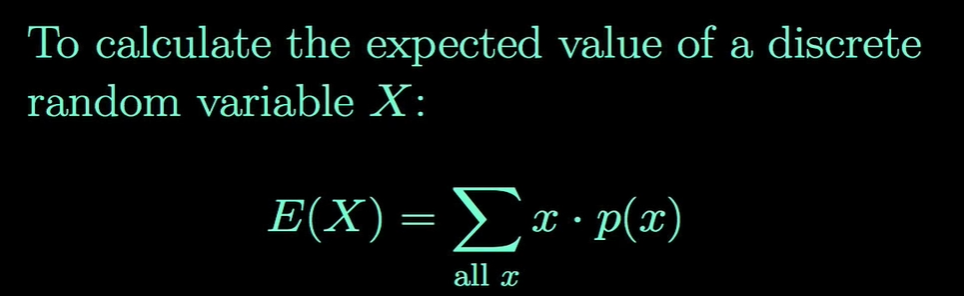 To calculate the expected value of a discrete
random variable X:
E(X) = ∑ x · p(x)
all x